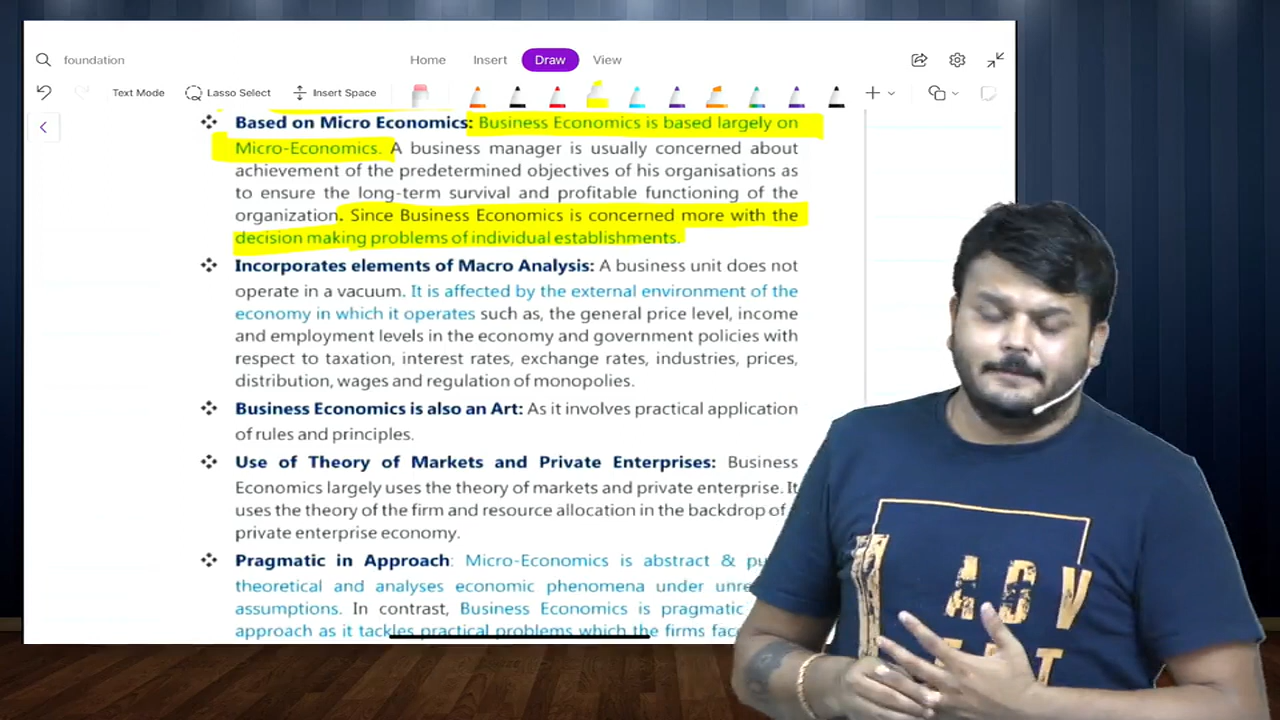 foundation
Home Insert Draw View
Text Mode Lasso Select Insert Space
Based on Micro Economics: Business Economics is based largely on
Micro-Economics. A business manager is usually concerned about
achievement of the predetermined objectives of his organisations as
to ensure the long-term survival and profitable functioning of the
organization. Since Business Economics is concerned more with the
decision making problems of individual establishments.
Incorporates elements of Macro Analysis: A business unit does not
operate in a vacuum. It is affected by the external environment of the
economy in which it operates such as, the general price level, income
and employment levels in the economy and government policies with
respect to taxation, interest rates, exchange rates, industries, prices,
distribution, wages and regulation of monopolies.
Business Economics is also an Art: As it involves practical application
of rules and principles.
Use of Theory of Markets and Private Enterprises: Business
Economics largely uses the theory of markets and private enterprise. It
uses the theory of the firm and resource allocation in the backdrop of
private enterprise economy.
Pragmatic in Approach: Micro-Economics is abstract &
theoretical and analyses economic phenomena under
assumptions. In contrast, Business Economics is pragmatic
approach as it tackles practical problems which the firms